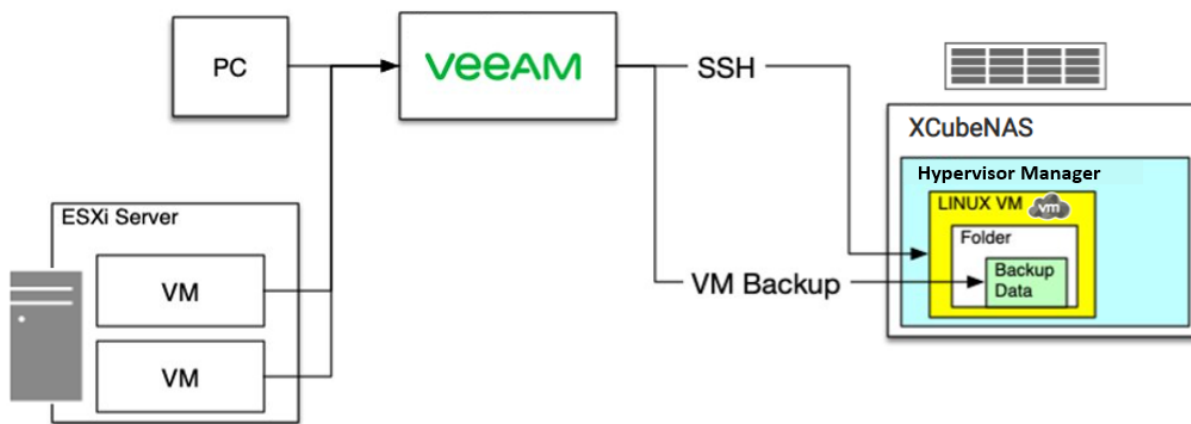 PC
VeeAM
SSH
XCubeNAS
Hypervisor Manager
LINUX VM
vm
Folder
Backup
Data
ESXi Server
VM
VM Backup
VM